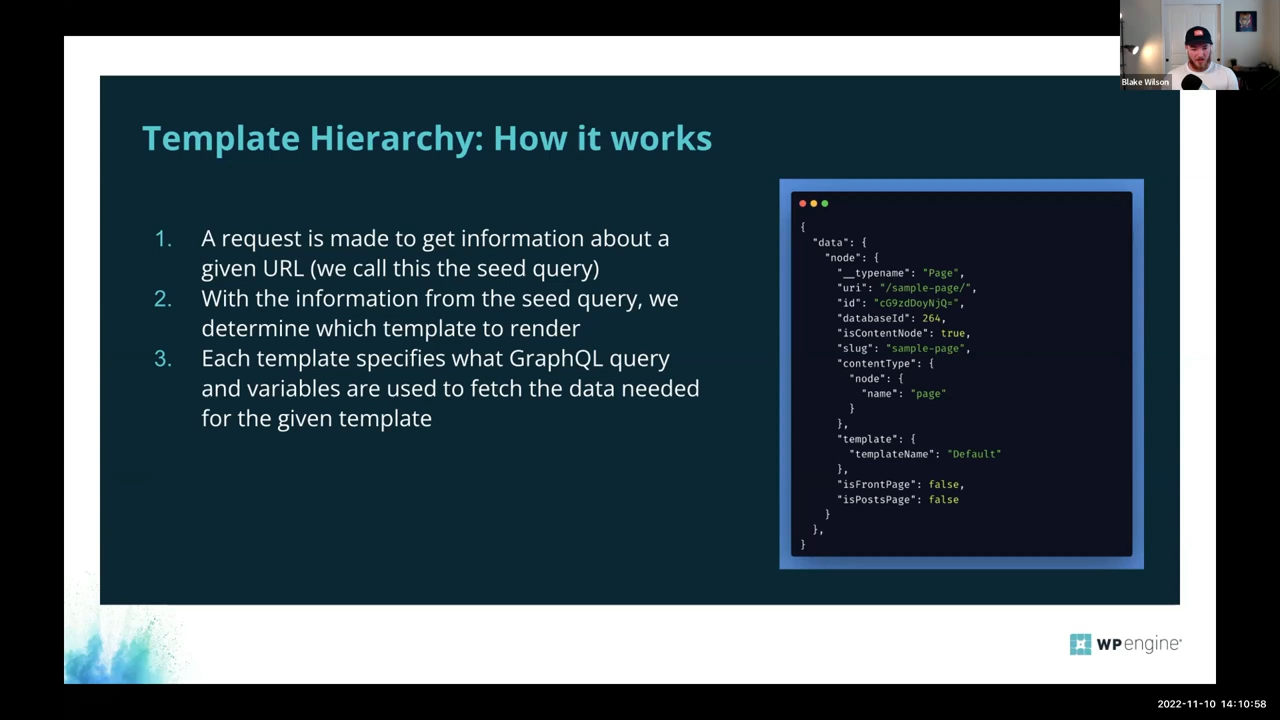 Blake Wilson
Template Hierarchy: How it works
1. A request is made to get information about a
given URL (we call this the seed query)
2. With the information from the seed query, we
determine which template to render
3. Each template specifies what GraphQL query
and variables are used to fetch the data needed
for the given template
{
"data": {
"node": {
"__typename": "Page",
"uri": "/sample-page/",
"id": "cG9zdDoyNjQ=",
"databaseId": 264,
"isContentNode": true,
"slug": "sample-page",
"contentType": {
"node": {
"name": "page"
}
},
"template": {
"templateName": "Default"
},
"isFrontPage": false,
"isPostsPage": false
}
},
}
WP engine
2022-11-10 14:10:58